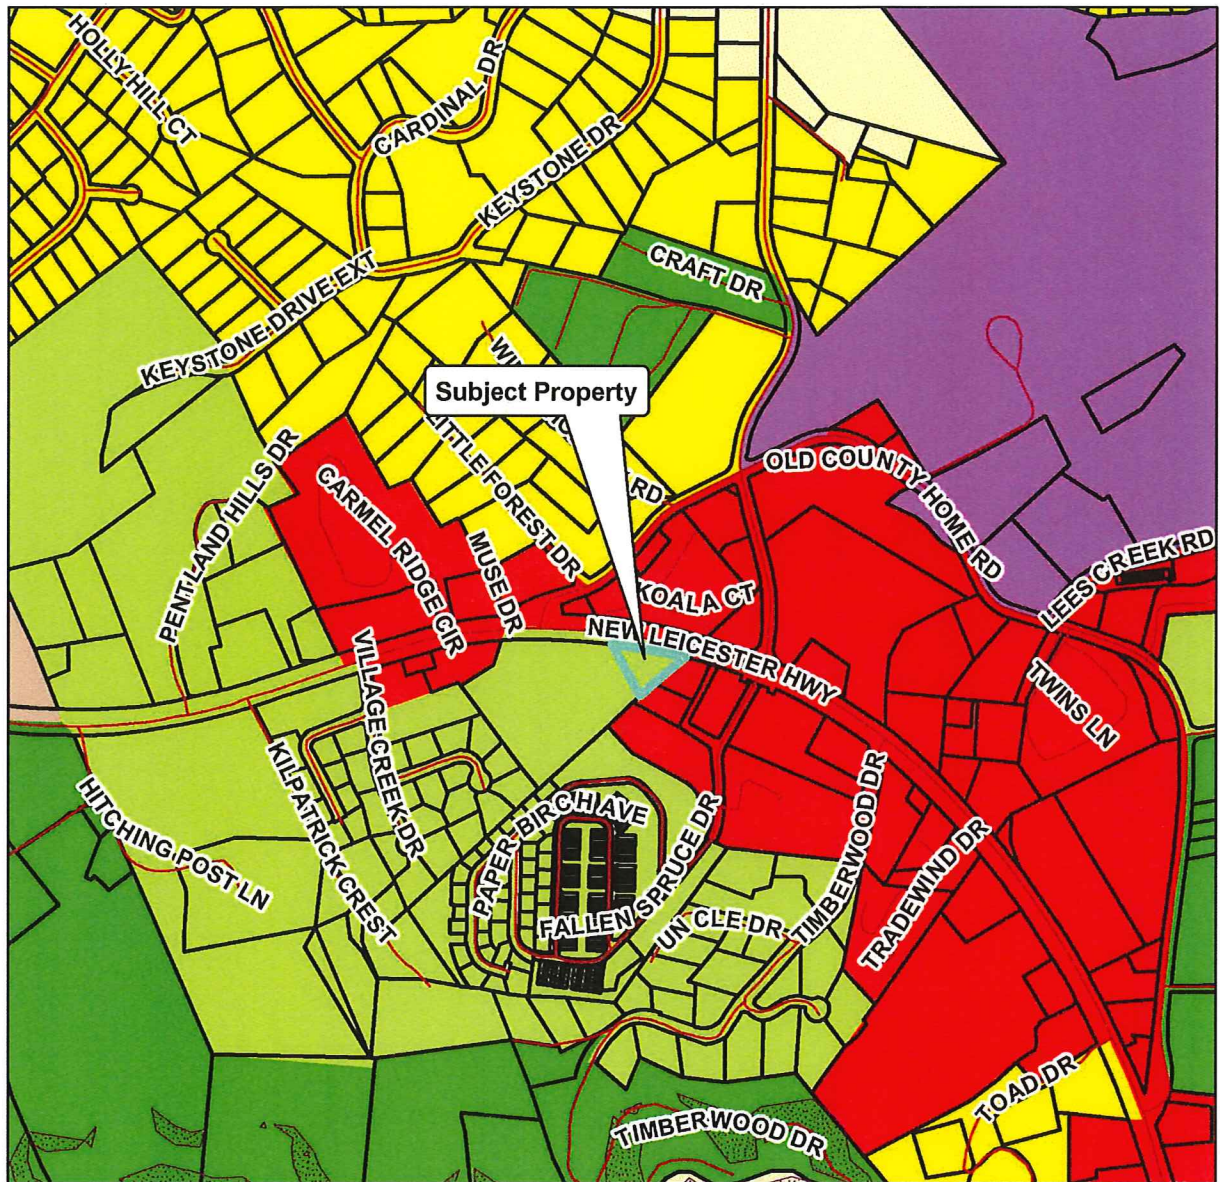 HOLLY HILL CT
CARDINAL DR
KEYSTONE DR
CRAFT DR
KEYSTONE DRIVE EXT
Subject Property
RD
OLD COUNTY HOME RD
PENTLAND HILLS DR
CARMEL RIDGE CIR
LITTLE FOREST DR
MUSE DR
LEES CREEK RD
KOALA CT
NEW LEICESTER HWY
VILLAGE CREEK DR
TWINS LN
KILPATRICK CREST
HITCHING POST LN
PAPER BIRCH AVE
FALLEN SPRUCE DR
UNCLE DR
TIMBERWOOD DR
TRADEWIND DR
TOAD DR
TIMBERWOOD DR